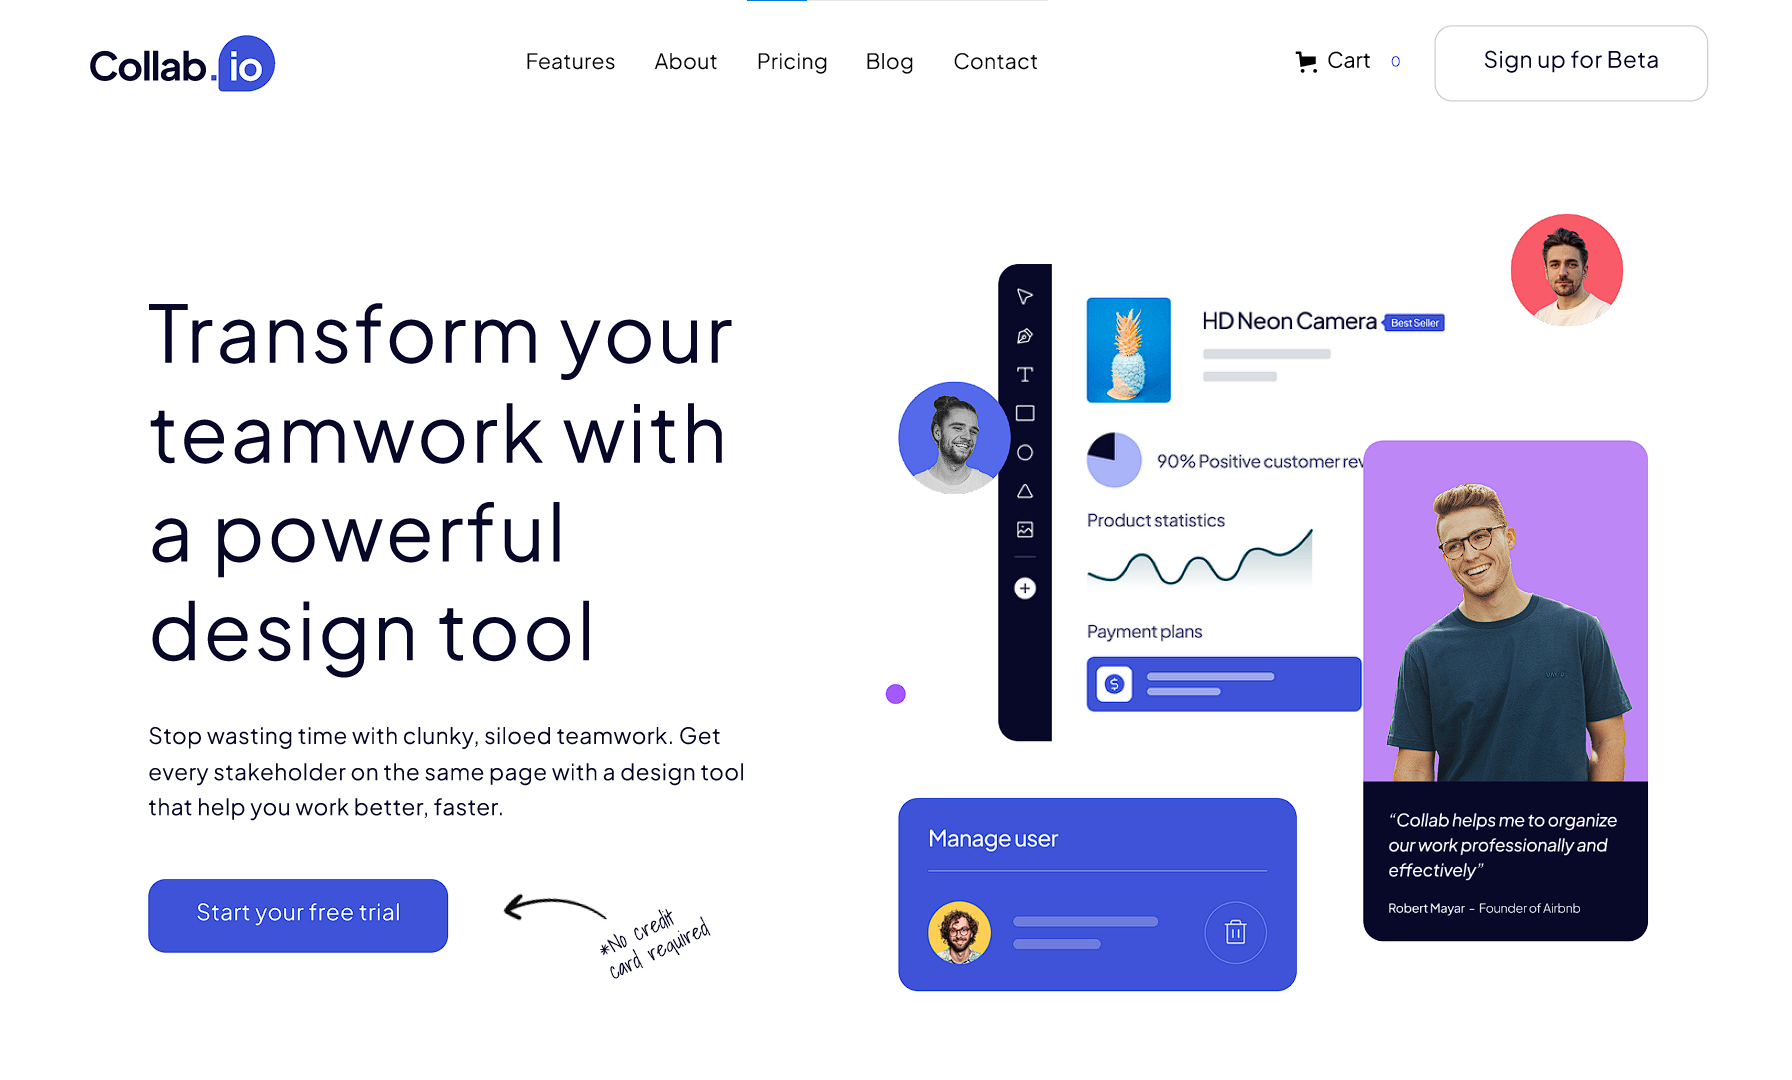 Collab.io
Features
About
Pricing
Blog
Contact
Cart 0
Sign up for Beta
Transform your
teamwork with
a powerful
design tool
Stop wasting time with clunky, siloed teamwork. Get
every stakeholder on the same page with a design tool
that help you work better, faster.
Start your free trial
*No credit
card required
HD Neon Camera
Best Seller
90% Positive customer rev
Product statistics
Payment plans
Manage user
“Collab helps me to organize
our work professionally and
effectively”
Robert Mayar - Founder of Airbnb